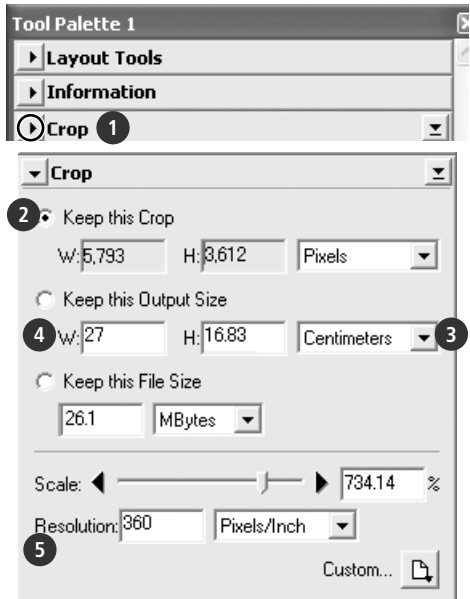 Tool Palette 1
Layout Tools
Information
Crop 1
Crop
2 Keep this Crop
W: 5,793 H: 3,612 Pixels
Keep this Output Size
4 W: 27 H: 16.83 Centimeters 3
Keep this File Size
26.1 MBytes
Scale: 734.14 %
Resolution: 360 Pixels/Inch
5
Custom...